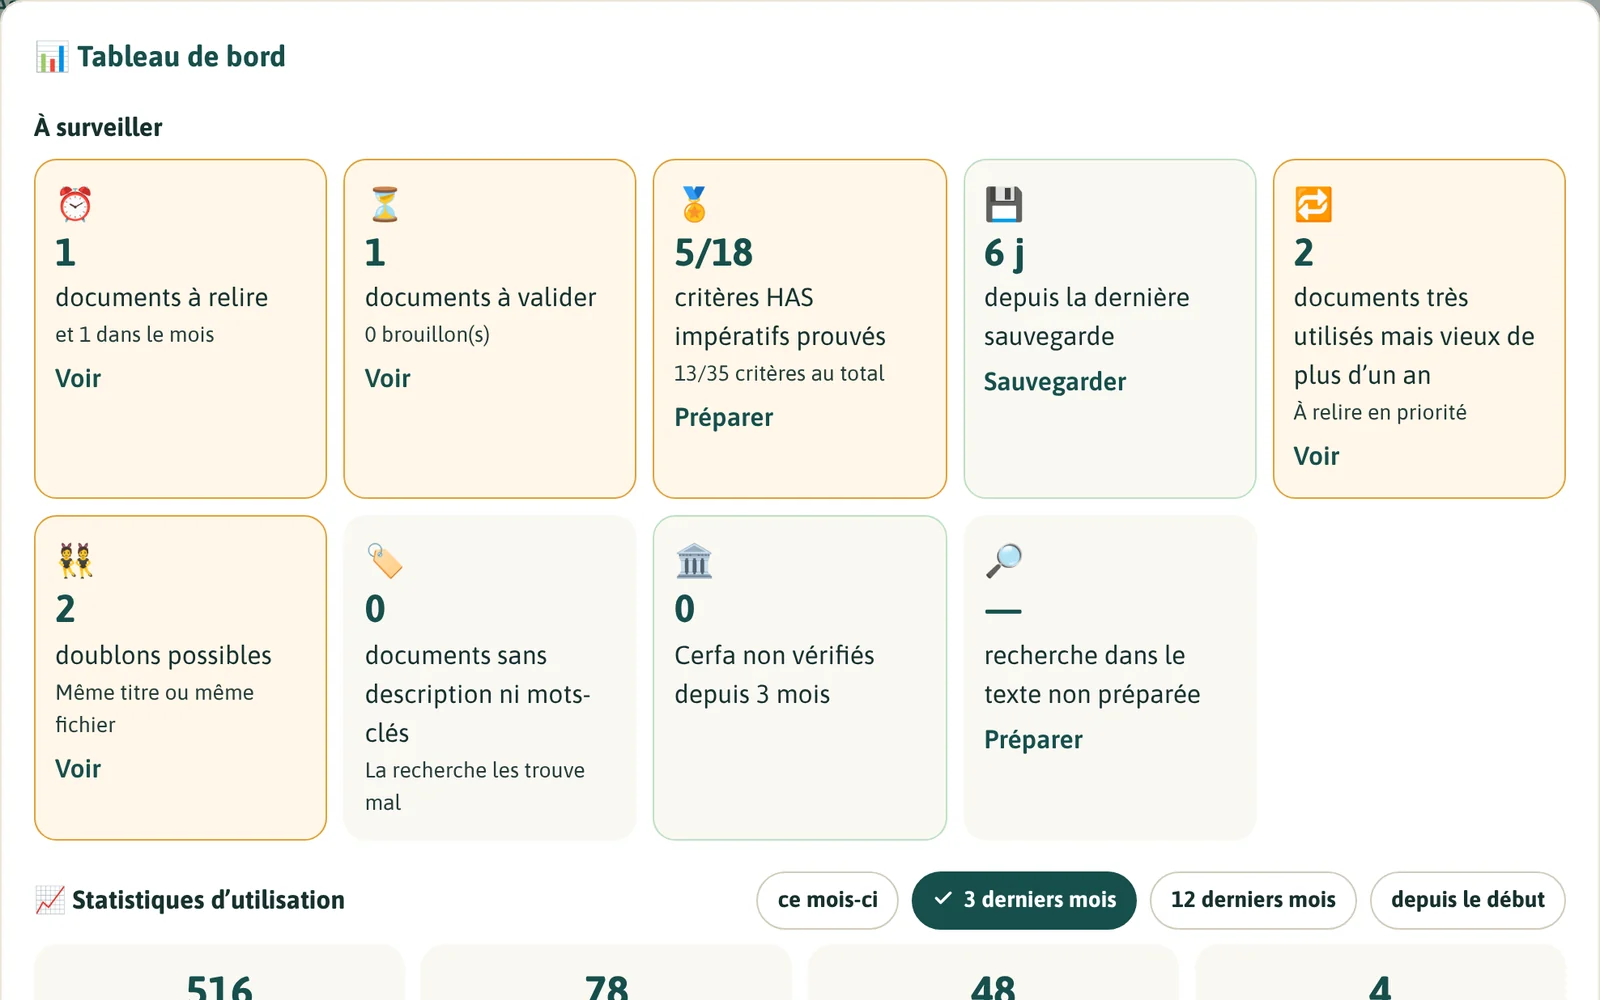 Tableau de bord
À surveiller
1
documents à relire
et 1 dans le mois
Voir
1
documents à valider
0 brouillon(s)
Voir
5/18
critères HAS
impératifs prouvés
13/35 critères au total
Préparer
6 j
depuis la dernière
sauvegarde
Sauvegarder
2
documents très
utilisés mais vieux de
plus d’un an
À relire en priorité
Voir
2
doublons possibles
Même titre ou même
fichier
Voir
0
documents sans
description ni mots-
clés
La recherche les trouve
mal
0
Cerfa non vérifiés
depuis 3 mois
—
recherche dans le
texte non préparée
Préparer
Statistiques d’utilisation
ce mois-ci
3 derniers mois
12 derniers mois
depuis le début
516
78
48
4